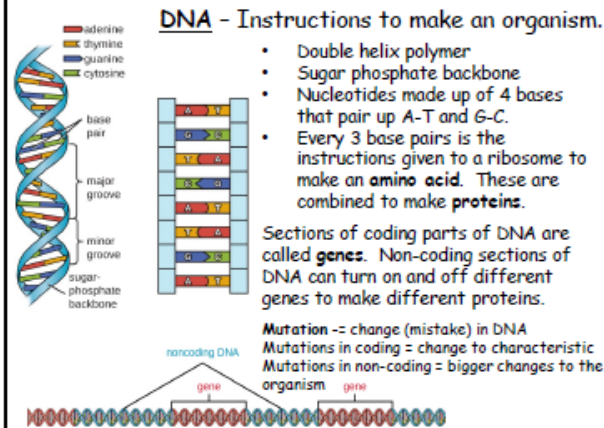 DNA – Instructions to make an organism.
adenine
thymine
guanine
cytosine
base
pair
major
groove
minor
groove
sugar-
phosphate
backbone
A T
G C
T A
C G
A T
T A
G C
A T
• Double helix polymer
• Sugar phosphate backbone
• Nucleotides made up of 4 bases
that pair up A-T and G-C.
• Every 3 base pairs is the
instructions given to a ribosome to
make an amino acid. These are
combined to make proteins.
Sections of coding parts of DNA are
called genes. Non-coding sections of
DNA can turn on and off different
genes to make different proteins.
Mutation -= change (mistake) in DNA
Mutations in coding = change to characteristic
Mutations in non-coding = bigger changes to the
organism
noncoding DNA
gene
gene